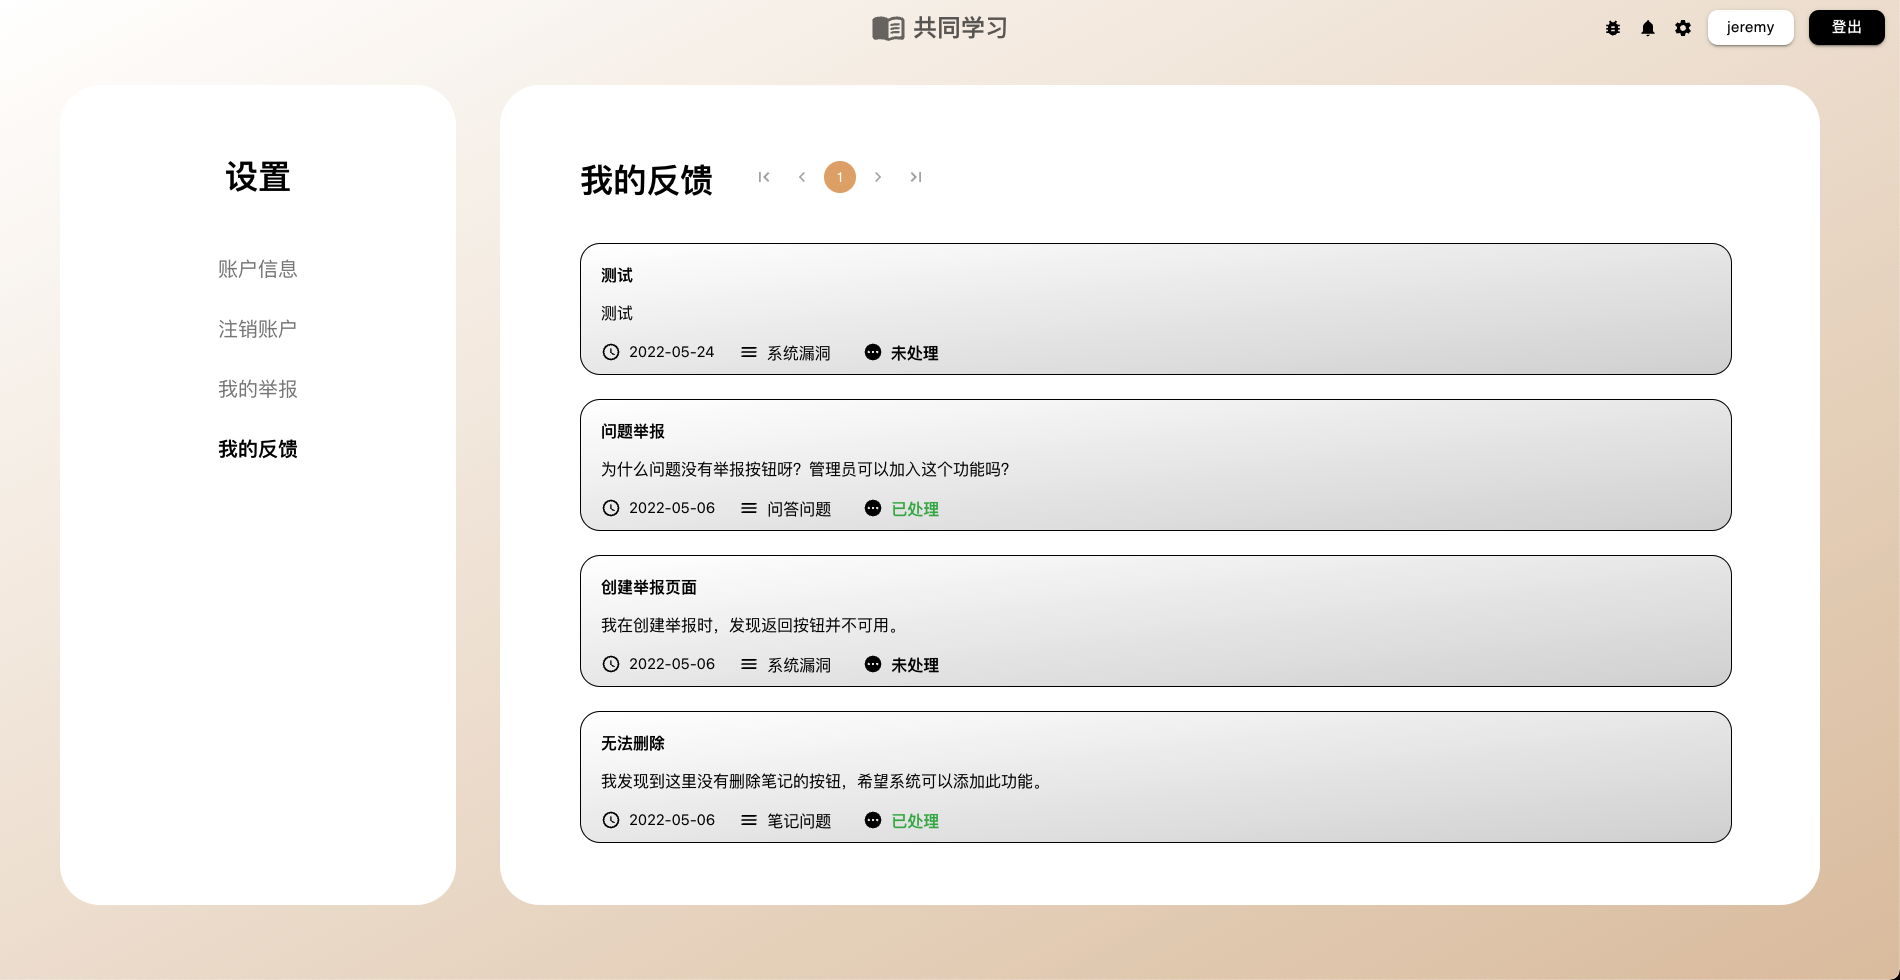 共同学习
jeremy
登出
设置
账户信息
注销账户
我的举报
我的反馈
我的反馈
1
测试
测试
2022-05-24 系统漏洞 未处理
问题举报
为什么问题没有举报按钮呀？管理员可以加入这个功能吗？
2022-05-06 问答问题 已处理
创建举报页面
我在创建举报时，发现返回按钮并不可用。
2022-05-06 系统漏洞 未处理
无法删除
我发现到这里没有删除笔记的按钮，希望系统可以添加此功能。
2022-05-06 笔记问题 已处理